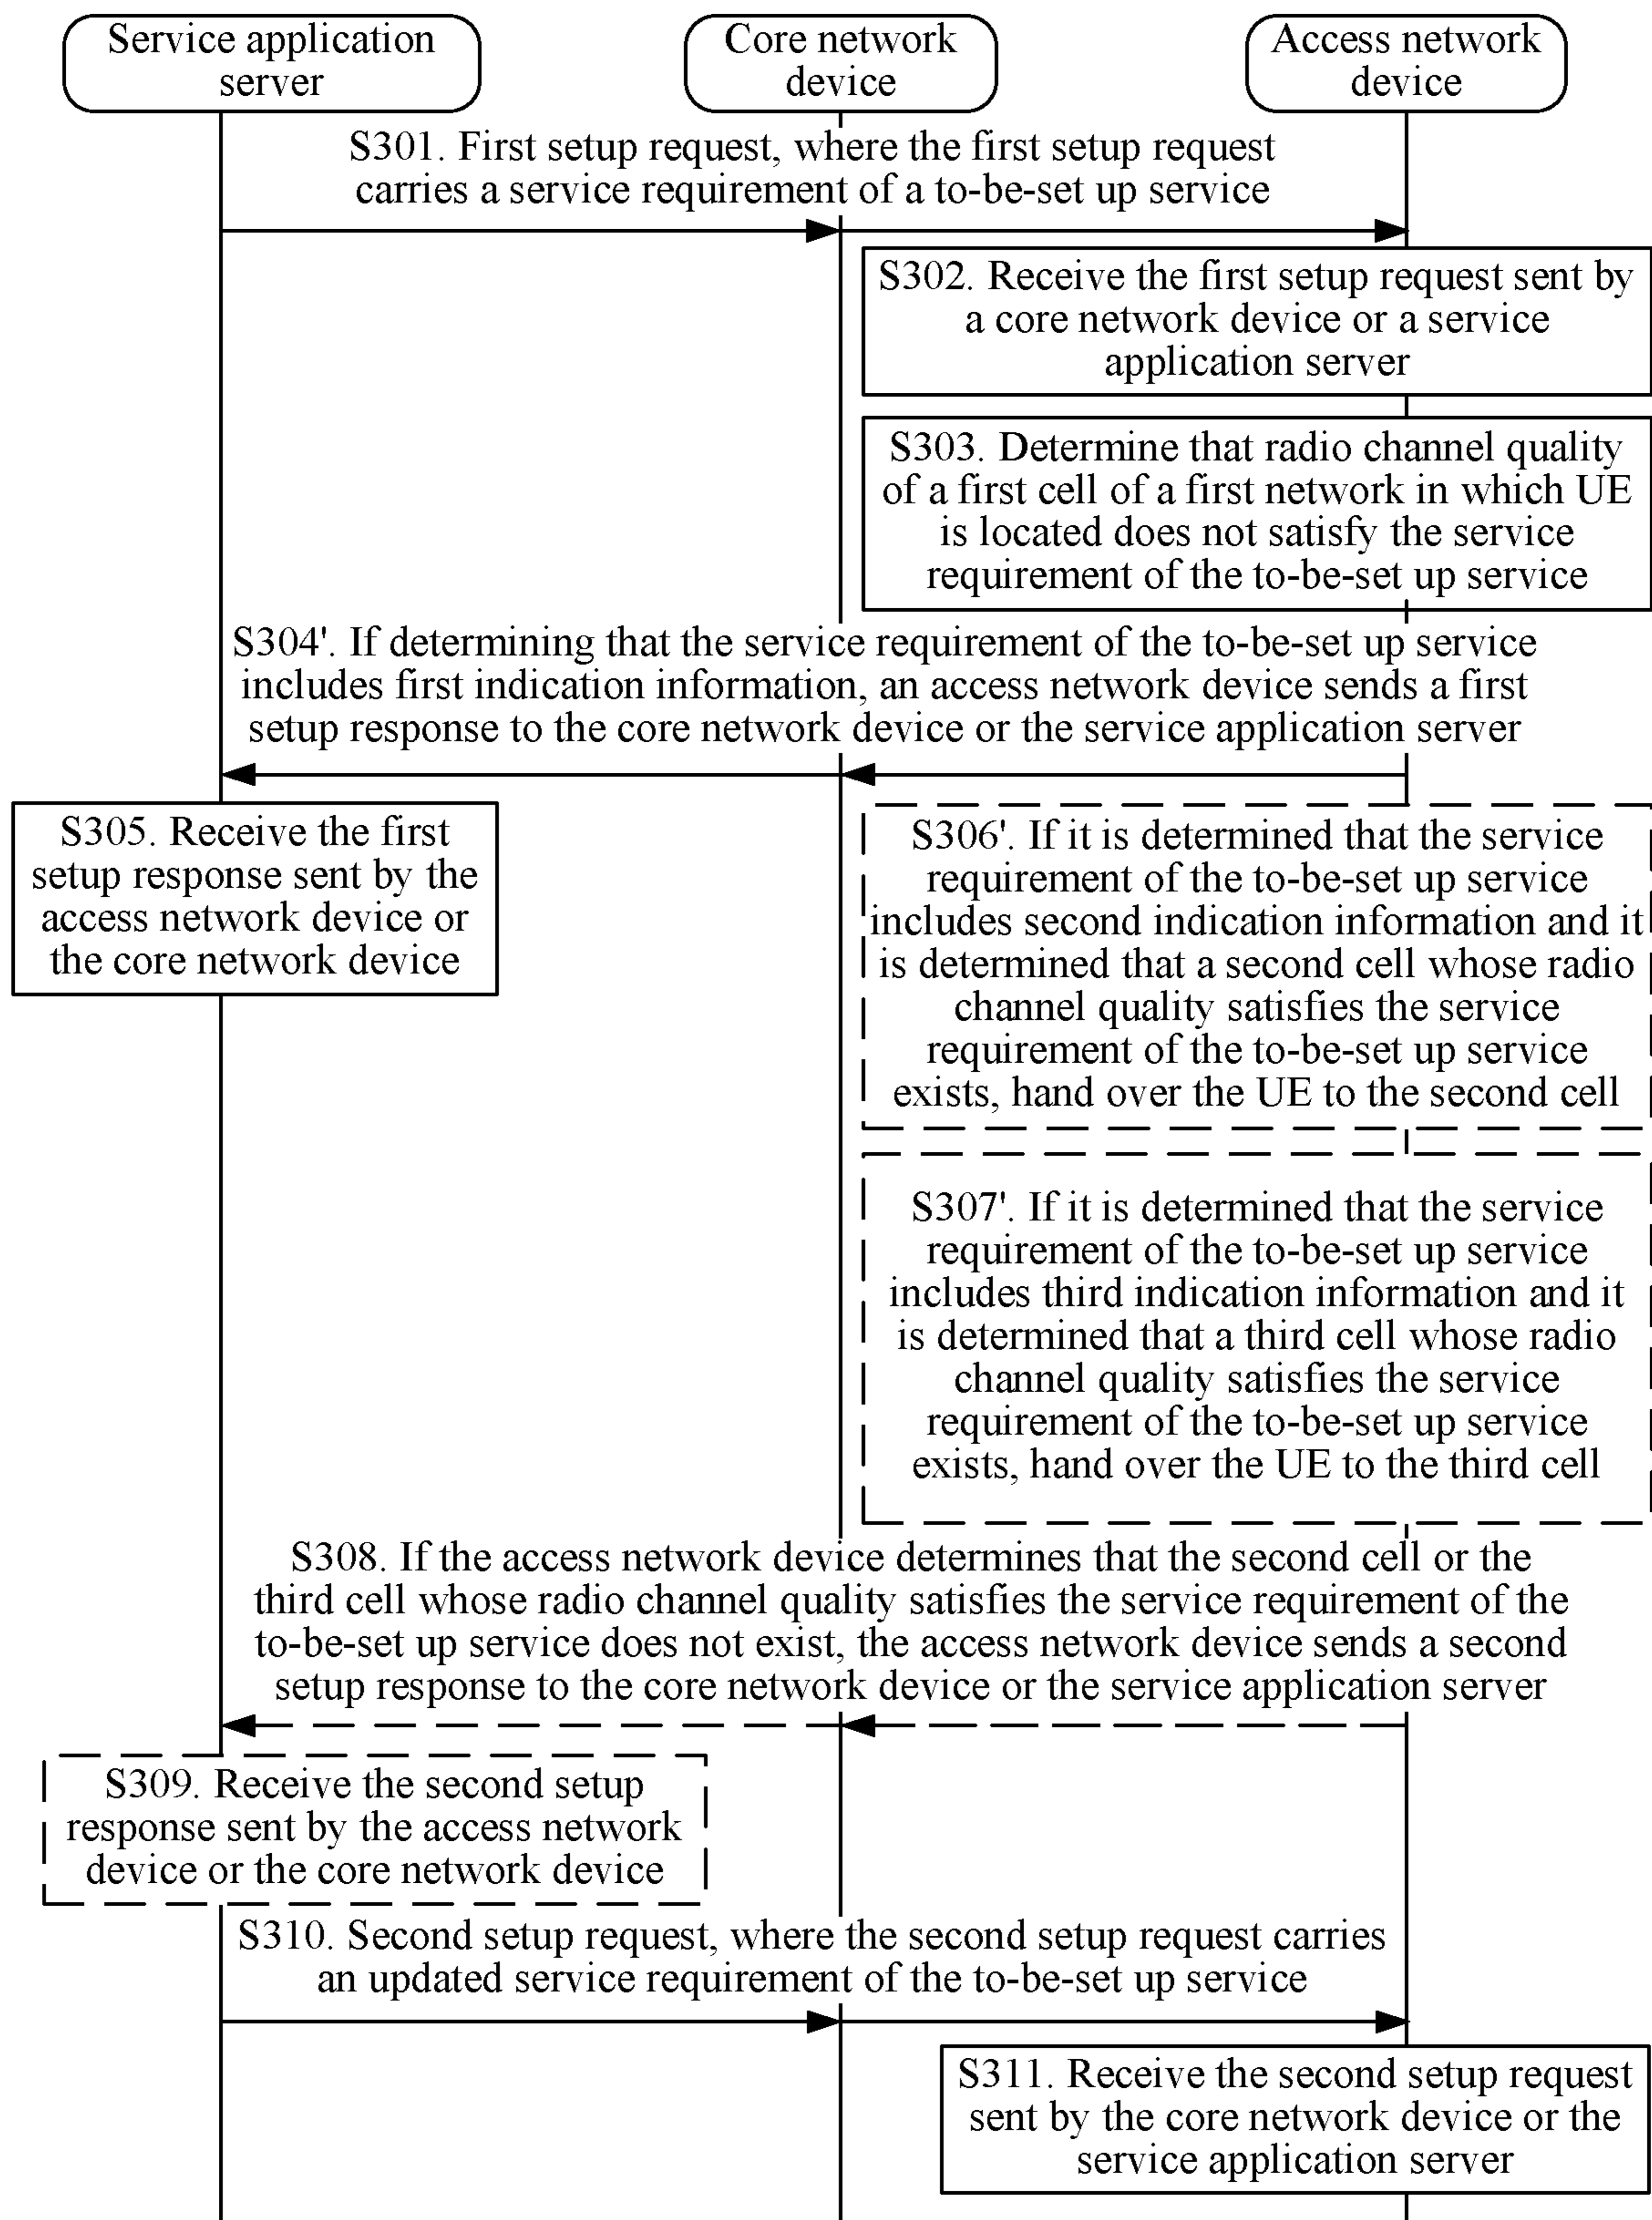 Service application
server
Core network
device
Access network
device
S301. First setup request, where the first setup request
carries a service requirement of a to-be-set up service
S302. Receive the first setup request sent by
a core network device or a service
application server
S303. Determine that radio channel quality
of a first cell of a first network in which UE
is located does not satisfy the service
requirement of the to-be-set up service
S304'. If determining that the service requirement of the to-be-set up service
includes first indication information, an access network device sends a first
setup response to the core network device or the service application server
S305. Receive the first
setup response sent by the
access network device or
the core network device
S306'. If it is determined that the service
requirement of the to-be-set up service
includes second indication information and it
is determined that a second cell whose radio
channel quality satisfies the service
requirement of the to-be-set up service
exists, hand over the UE to the second cell
S307'. If it is determined that the service
requirement of the to-be-set up service
includes third indication information and it
is determined that a third cell whose radio
channel quality satisfies the service
requirement of the to-be-set up service
exists, hand over the UE to the third cell
S308. If the access network device determines that the second cell or the
third cell whose radio channel quality satisfies the service requirement of the
to-be-set up service does not exist, the access network device sends a second
setup response to the core network device or the service application server
S309. Receive the second setup
response sent by the access network
device or the core network device
S310. Second setup request, where the second setup request carries
an updated service requirement of the to-be-set up service
S311. Receive the second setup request
sent by the core network device or the
service application server